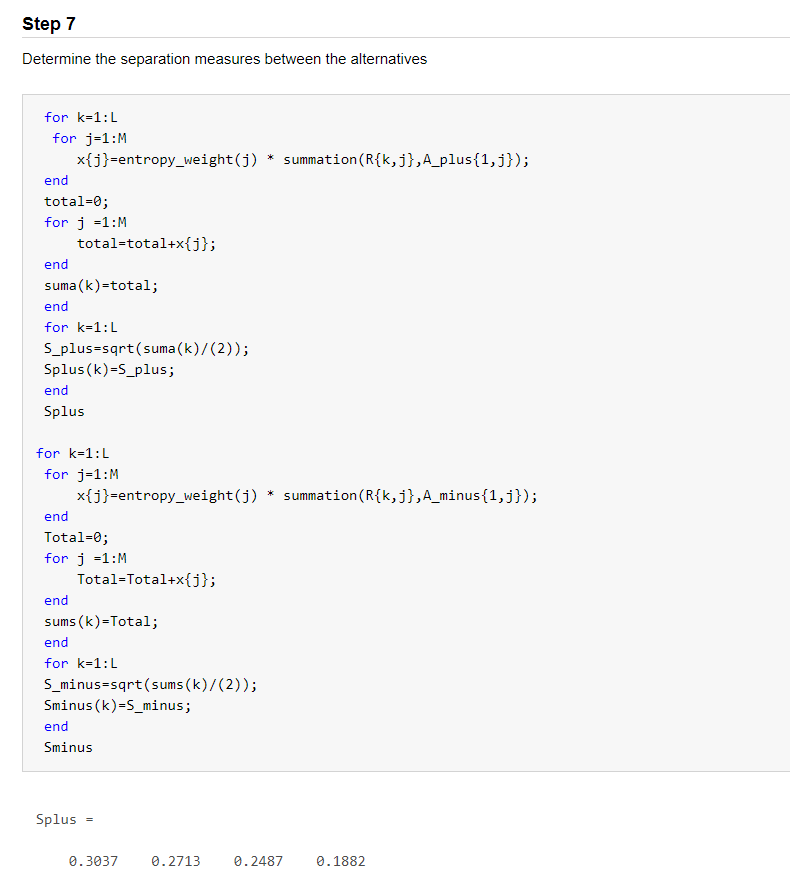 Step 7
Determine the separation measures between the alternatives
for k=1:L
for j=1:M
x{j}=entropy_weight(j) * summation(R{k,j},A_plus{1,j});
end
total=0;
for j =1:M
total=total+x{j};
end
suma(k)=total;
end
for k=1:L
S_plus=sqrt(suma(k)/(2));
Splus(k)=S_plus;
end
Splus
for k=1:L
for j=1:M
x{j}=entropy_weight(j) * summation(R{k,j},A_minus{1,j});
end
Total=0;
for j =1:M
Total=Total+x{j};
end
sums(k)=Total;
end
for k=1:L
S_minus=sqrt(sums(k)/(2));
Sminus(k)=S_minus;
end
Sminus
Splus =
0.3037 0.2713 0.2487 0.1882